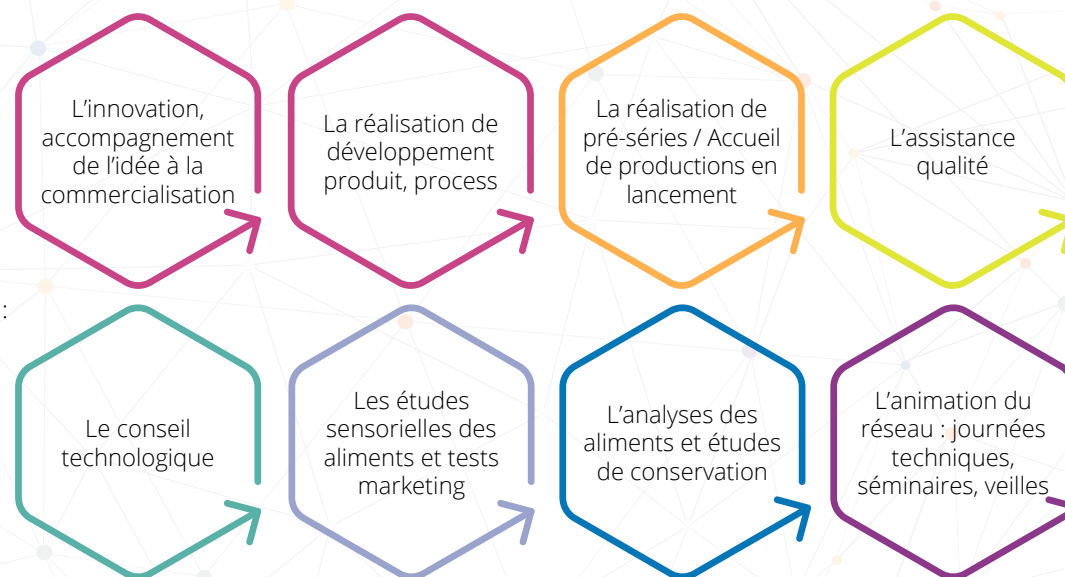 L'innovation,
accompagnement
de l'idée à la
commercialisation
La réalisation de
développement
produit, process
La réalisation de
pré-séries / Accueil
de productions en
lancement
L'assistance
qualité
:
Le conseil
technologique
Les études
sensorielles des
aliments et tests
marketing
L'analyses des
aliments et études
de conservation
L'animation du
réseau : journées
techniques,
séminaires, veilles